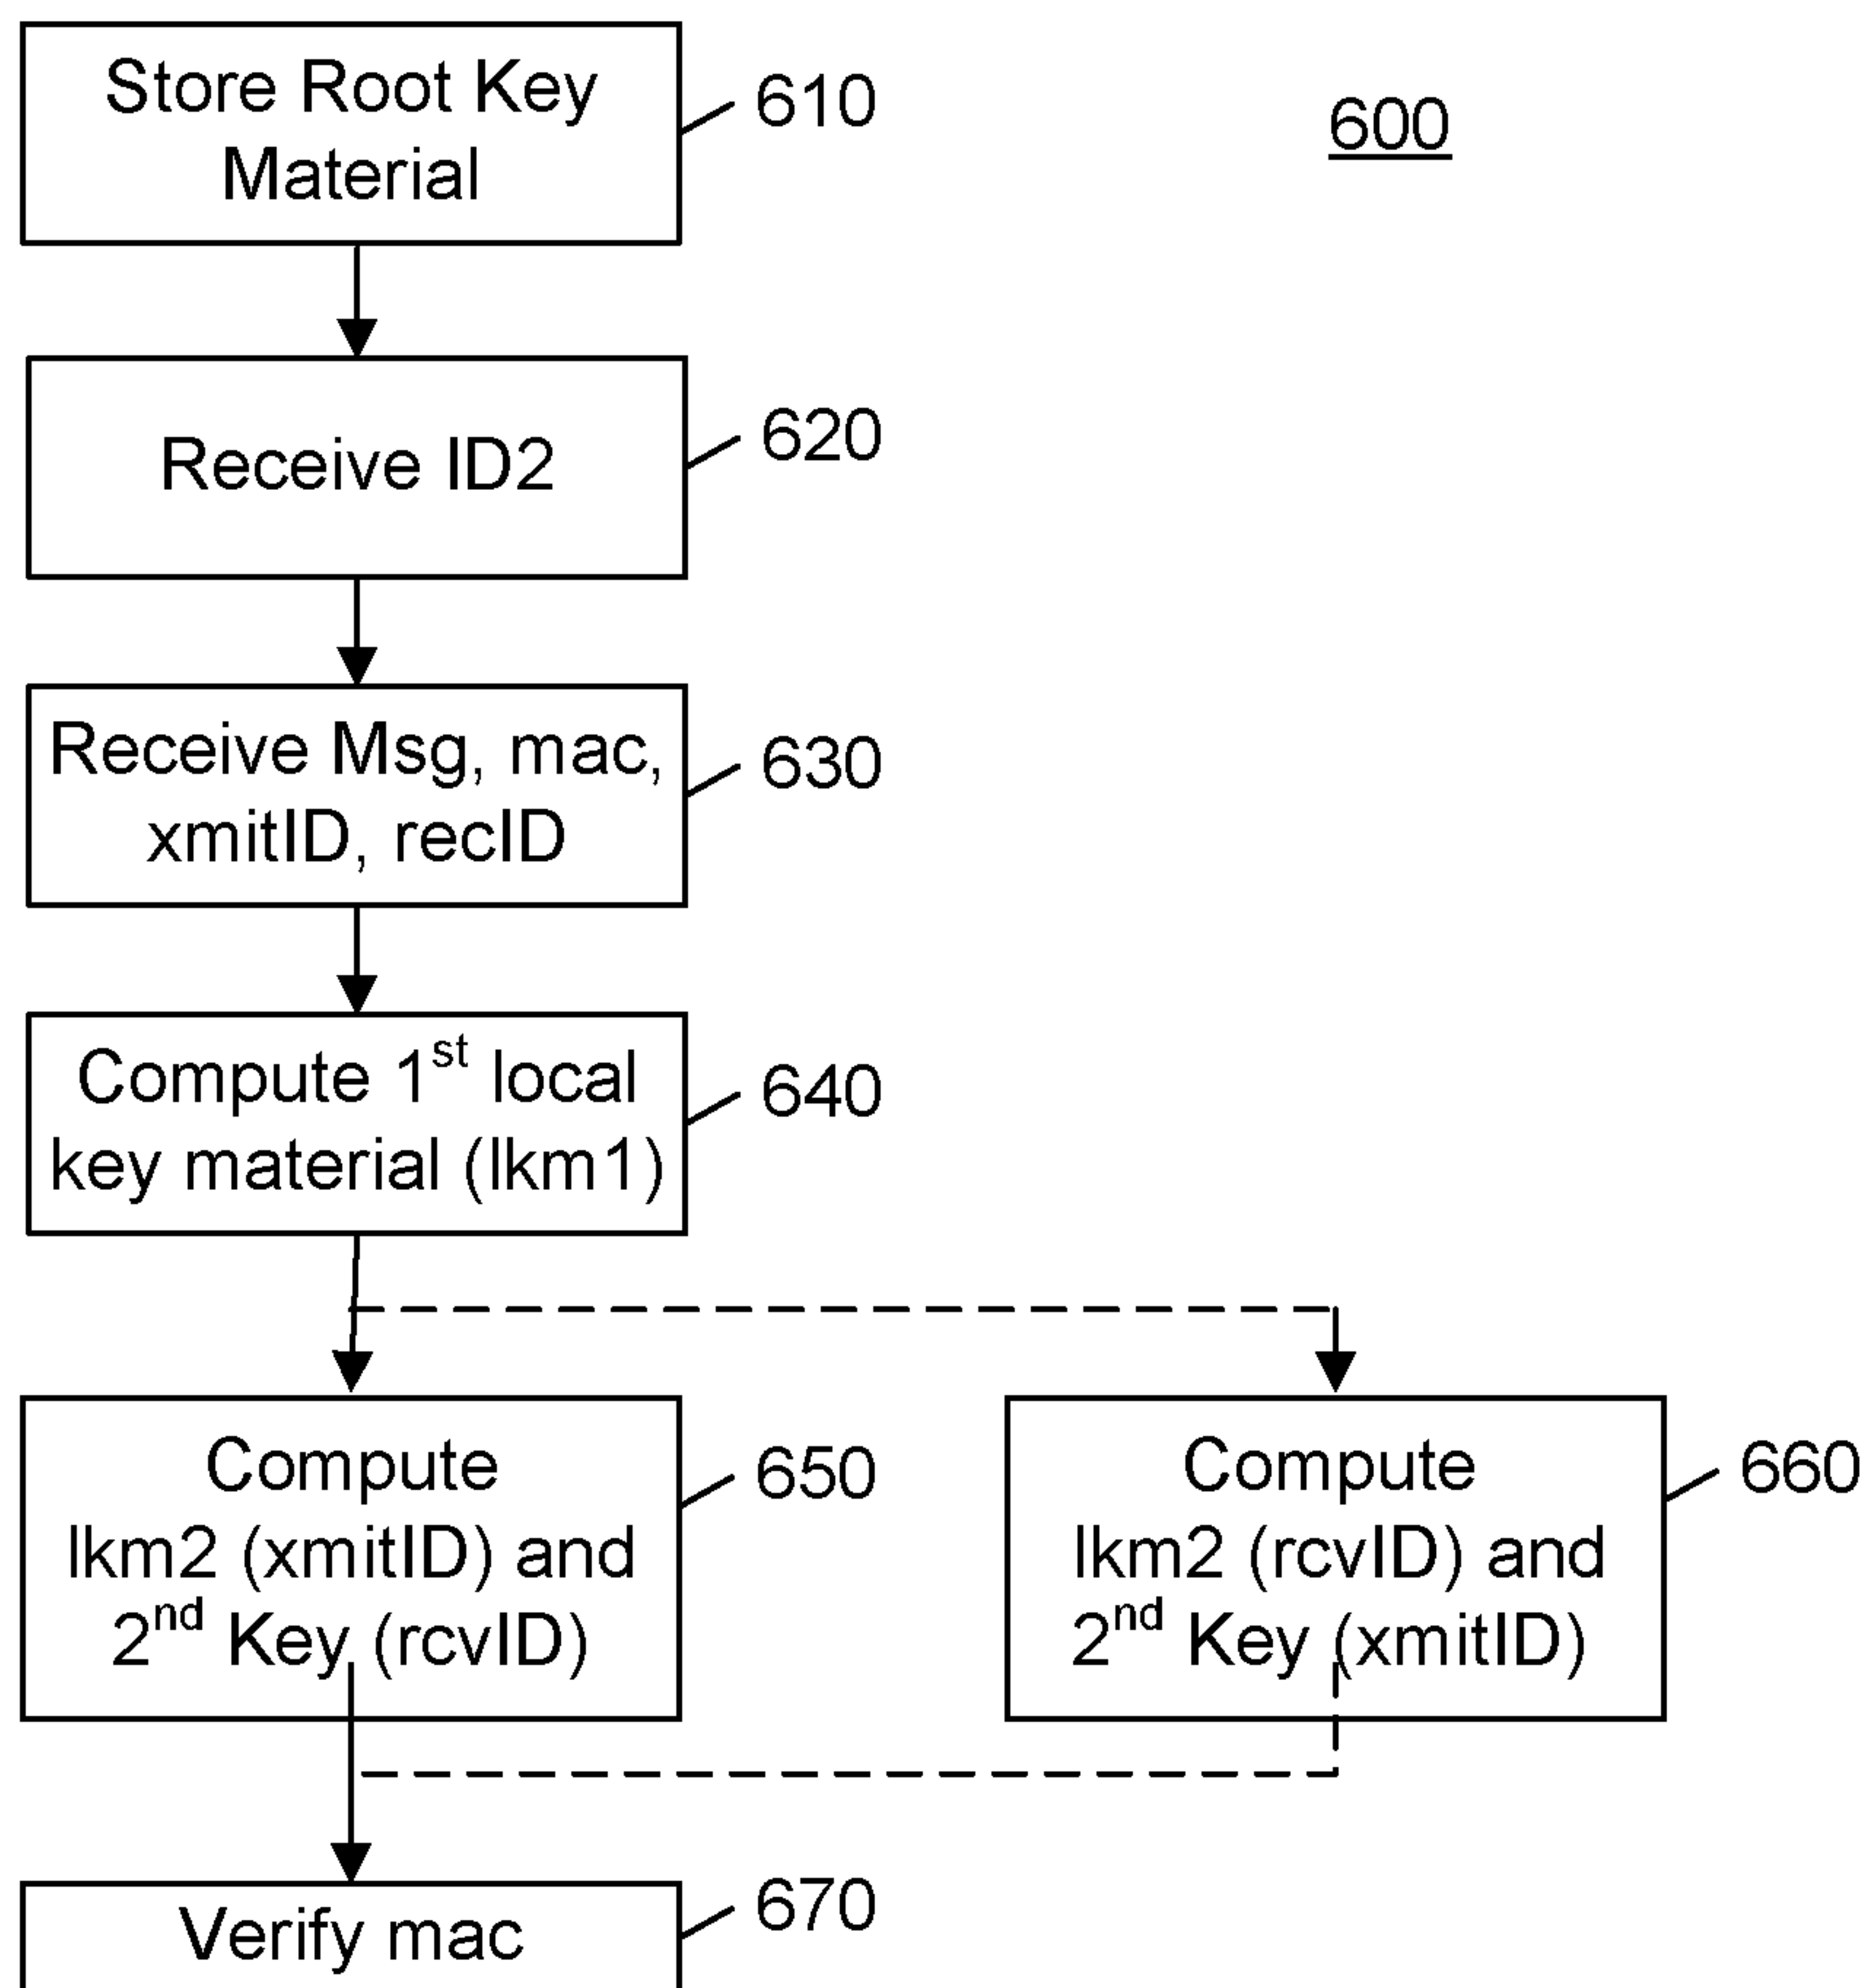 Store Root Key
Material
610
600
Receive ID2
620
Receive Msg, mac,
xmitID, recID
630
Compute 1st local
key material (lkm1)
640
Compute
lkm2 (xmitID) and
2nd Key (rcvID)
650
Compute
lkm2 (rcvID) and
2nd Key (xmitID)
660
Verify mac
670